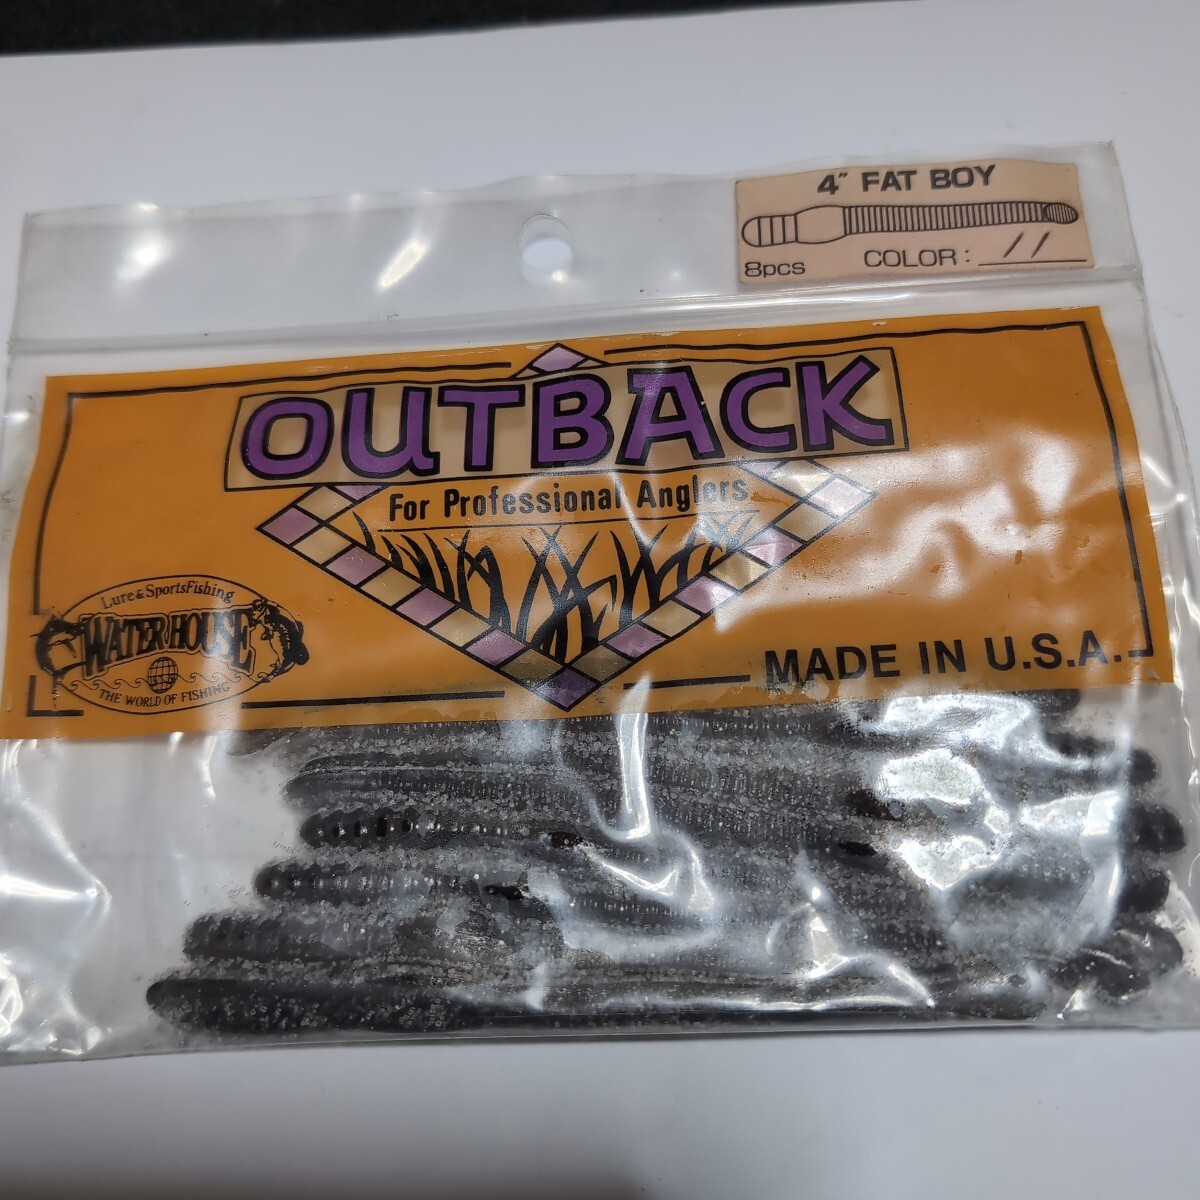 4" FAT BOY
8pcs COLOR: 11
OUTBACK
For Professional Anglers
Lure & SportsFishing
WATER HOUSE
THE WORLD OF FISHING
MADE IN U.S.A.